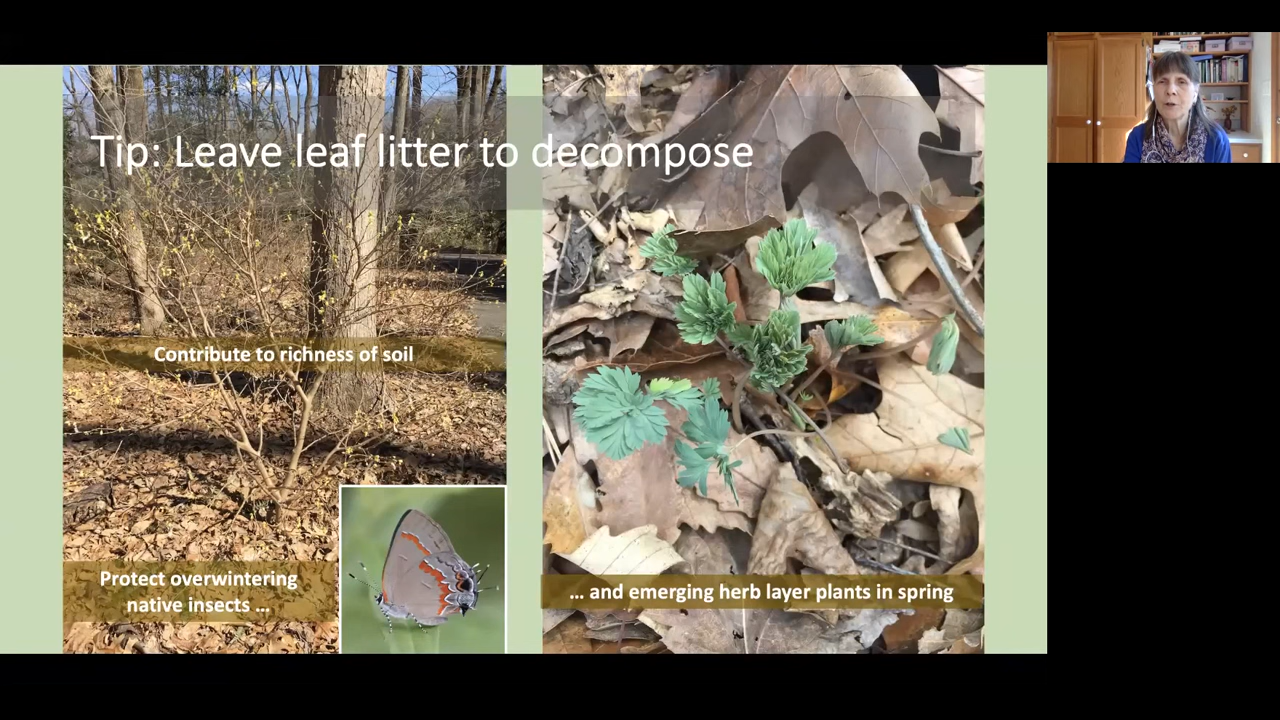 Tip: Leave leaf litter to decompose
Contribute to richness of soil
Protect overwintering
native insects ...
... and emerging herb layer plants in spring